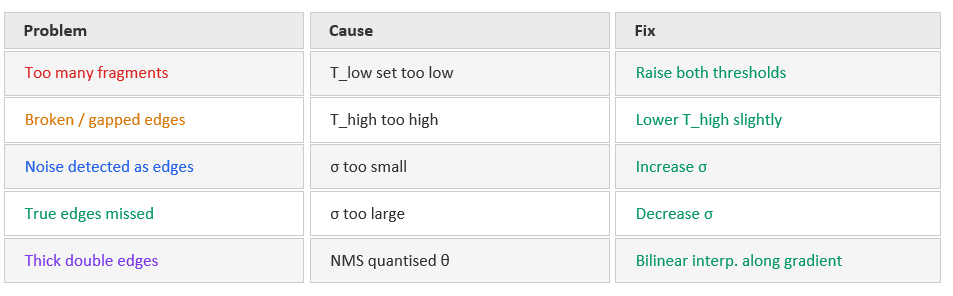 Problem Cause Fix
Too many fragments T_low set too low Raise both thresholds
Broken / gapped edges T_high too high Lower T_high slightly
Noise detected as edges σ too small Increase σ
True edges missed σ too large Decrease σ
Thick double edges NMS quantised θ Bilinear interp. along gradient